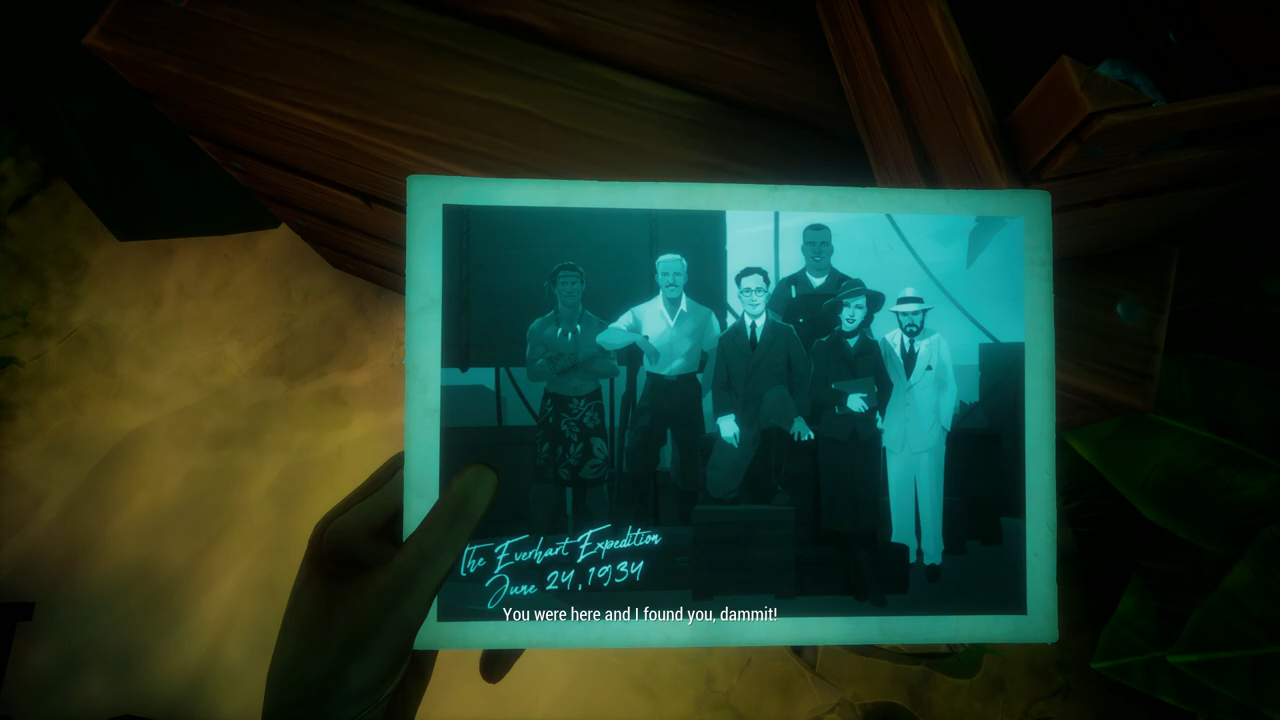 The Everhart Expedition
June 24, 1934
You were here and I found you, dammit!